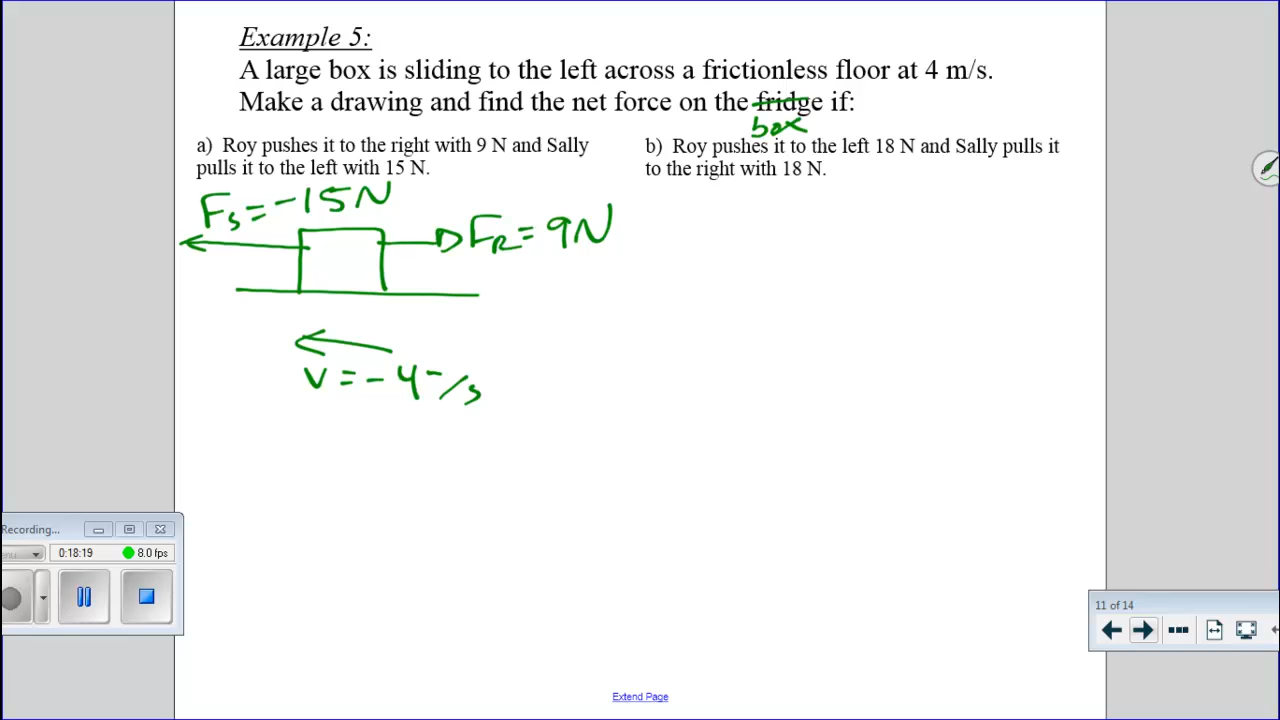 Example 5:
A large box is sliding to the left across a frictionless floor at 4 m/s.
Make a drawing and find the net force on the fridge if:
box
a) Roy pushes it to the right with 9 N and Sally
pulls it to the left with 15 N.
b) Roy pushes it to the left 18 N and Sally pulls it
to the right with 18 N.
Fs = -15 N
FR = 9N
v = -4 m/s
Recording...
enu
0:18:19
8.0 fps
11 of 14
Extend Page